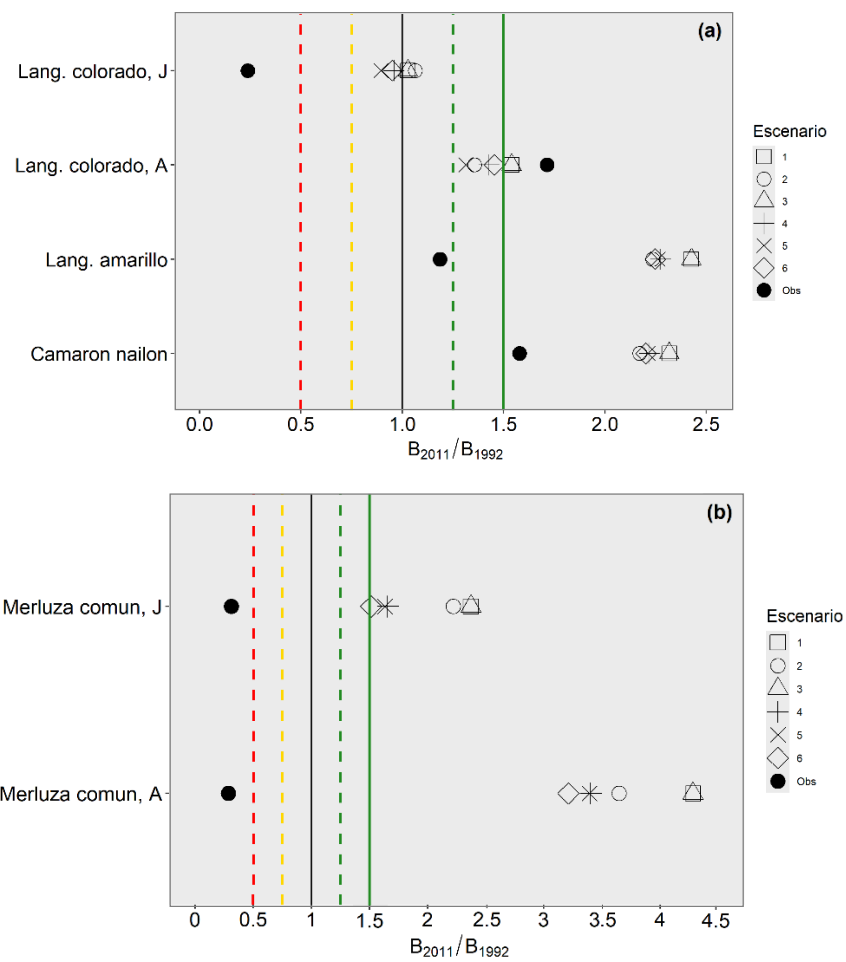 (a)
Lang. colorado, J
Lang. colorado, A
Lang. amarillo
Camaron nailon
0.0 0.5 1.0 1.5 2.0 2.5
B2011/B1992
Escenario
1
2
3
4
5
6
Obs
(b)
Merluza comun, J
Merluza comun, A
0 0.5 1 1.5 2 2.5 3 3.5 4 4.5
B2011/B1992
Escenario
1
2
3
4
5
6
Obs